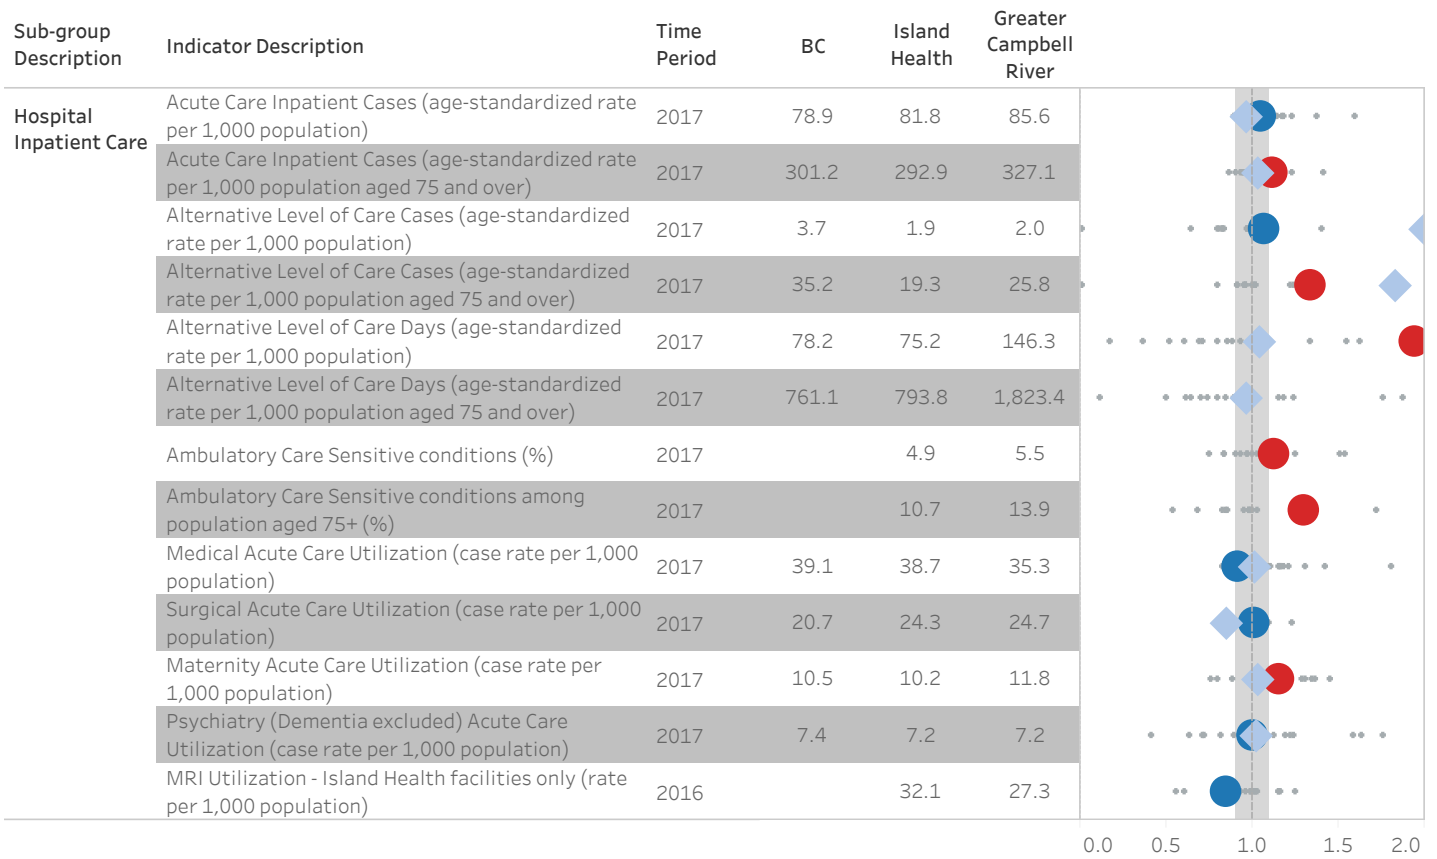 Sub-group Description
Indicator Description
Time Period
BC
Island Health
Greater Campbell River
Hospital Inpatient Care
Acute Care Inpatient Cases (age-standardized rate
per 1,000 population)
2017 78.9 81.8 85.6
Acute Care Inpatient Cases (age-standardized rate
per 1,000 population aged 75 and over)
2017 301.2 292.9 327.1
Alternative Level of Care Cases (age-standardized
rate per 1,000 population)
2017 3.7 1.9 2.0
Alternative Level of Care Cases (age-standardized
rate per 1,000 population aged 75 and over)
2017 35.2 19.3 25.8
Alternative Level of Care Days (age-standardized
rate per 1,000 population)
2017 78.2 75.2 146.3
Alternative Level of Care Days (age-standardized
rate per 1,000 population aged 75 and over)
2017 761.1 793.8 1,823.4
Ambulatory Care Sensitive conditions (%)
2017 4.9 5.5
Ambulatory Care Sensitive conditions among
population aged 75+ (%)
2017 10.7 13.9
Medical Acute Care Utilization (case rate per 1,000
population)
2017 39.1 38.7 35.3
Surgical Acute Care Utilization (case rate per 1,000
population)
2017 20.7 24.3 24.7
Maternity Acute Care Utilization (case rate per
1,000 population)
2017 10.5 10.2 11.8
Psychiatry (Dementia excluded) Acute Care
Utilization (case rate per 1,000 population)
2017 7.4 7.2 7.2
MRI Utilization - Island Health facilities only (rate
per 1,000 population)
2016 32.1 27.3
0.0 0.5 1.0 1.5 2.0